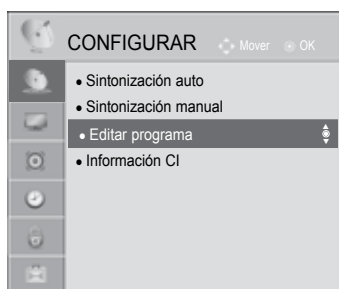 CONFIGURAR Mover OK
• Sintonización auto
• Sintonización manual
• Editar programa
• Información CI